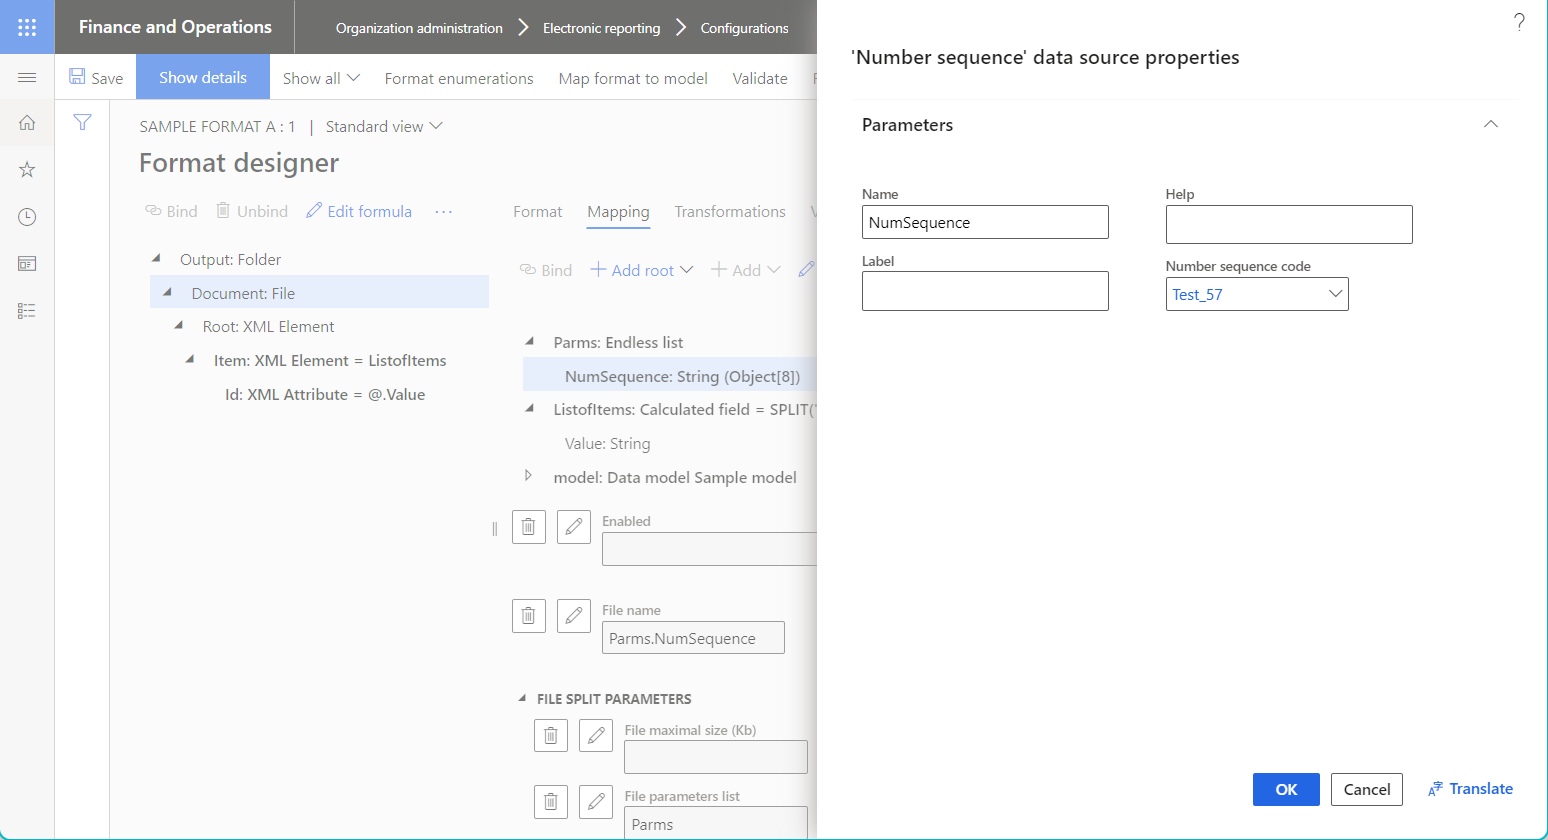 Finance and Operations
Organization administration
Electronic reporting
Configurations
Save
Show details
Show all
Format enumerations
Map format to model
Validate
SAMPLE FORMAT A : 1 | Standard view
Format designer
Bind
Unbind
Edit formula
...
Output: Folder
Document: File
Root: XML Element
Item: XML Element = ListofItems
Id: XML Attribute = @.Value
Format
Mapping
Transformations
Bind
Add root
Add
Parms: Endless list
NumSequence: String (Object[8])
ListofItems: Calculated field = SPLIT("
Value: String
model: Data model Sample model
Enabled
File name
Parms.NumSequence
FILE SPLIT PARAMETERS
File maximal size (Kb)
File parameters list
Parms
?
'Number sequence' data source properties
Parameters
Name
NumSequence
Help
Label
Number sequence code
Test_57
OK
Cancel
Translate